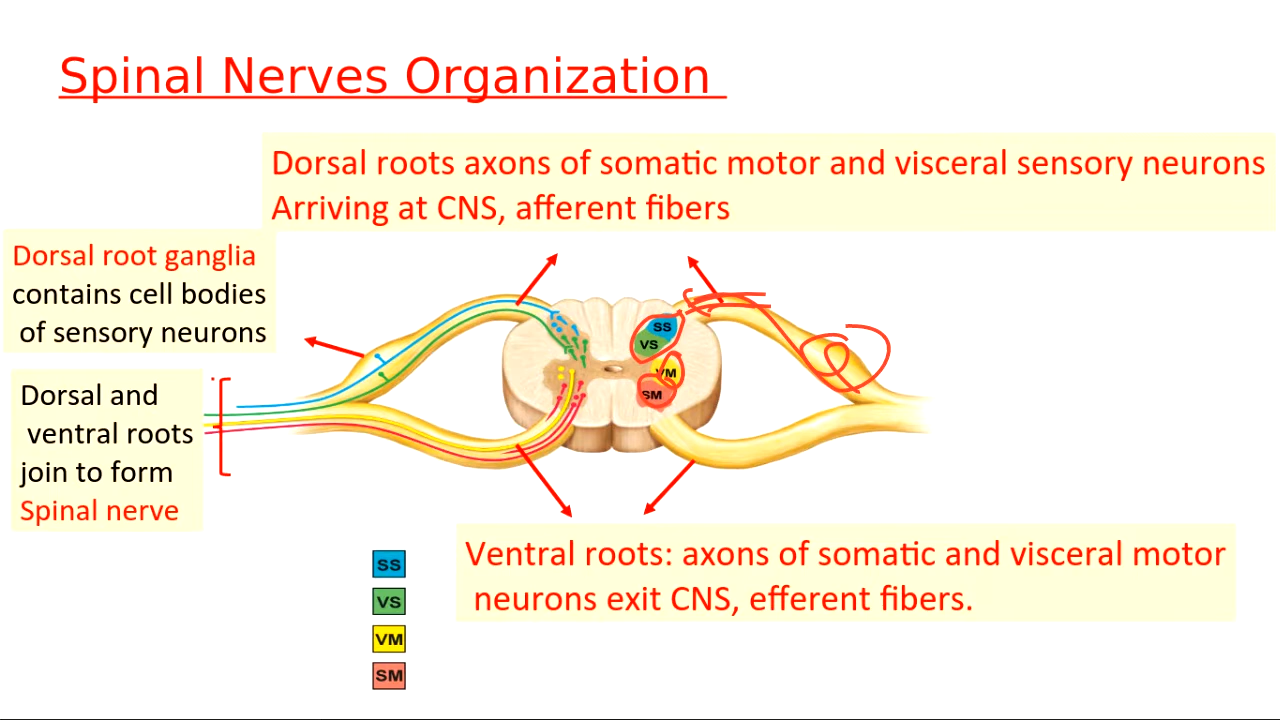 Spinal Nerves Organization
Dorsal roots axons of somatic motor and visceral sensory neurons
Arriving at CNS, afferent fibers
Dorsal root ganglia
contains cell bodies
of sensory neurons
Dorsal and
ventral roots
join to form
Spinal nerve
SS
VS
VM
SM
Ventral roots: axons of somatic and visceral motor
neurons exit CNS, efferent fibers.
SS
VS
VM
SM